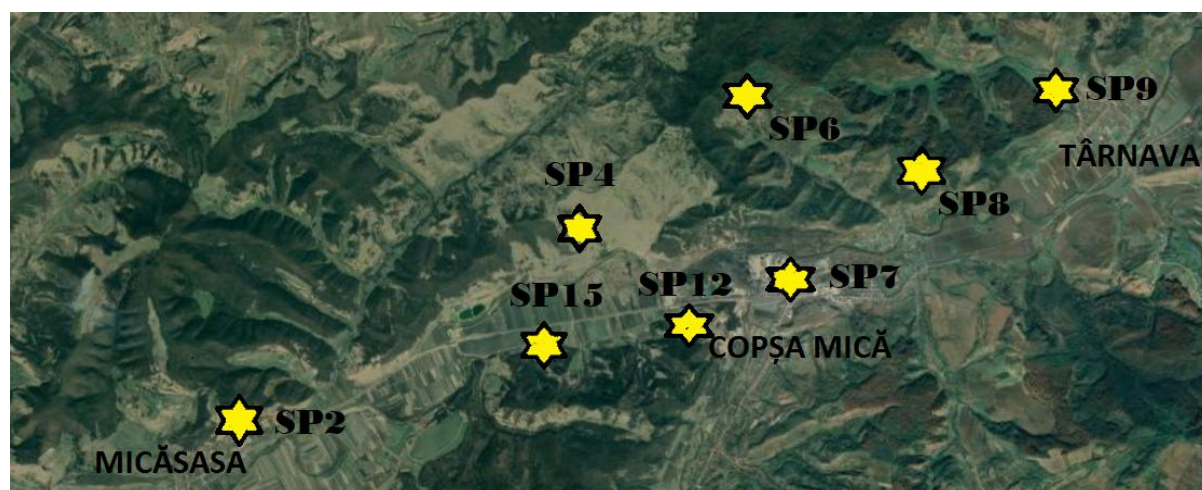 SP9
SP6
TÂRNAVA
SP4
SP8
SP7
SP12
SP15
COPȘA MICĂ
SP2
MICĂSASA